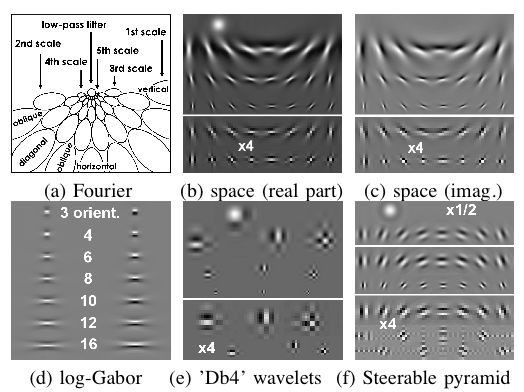 low-pass filter
1st scale
2nd scale
5th scale
4th scale
3rd scale
vertical
oblique
diagonal
oblique
horizontal
x4
x4
(a) Fourier
(b) space (real part)
(c) space (imag.)
3 orient.
4
6
8
10
12
16
x4
x1/2
x4
(d) log-Gabor
(e) 'Db4' wavelets
(f) Steerable pyramid